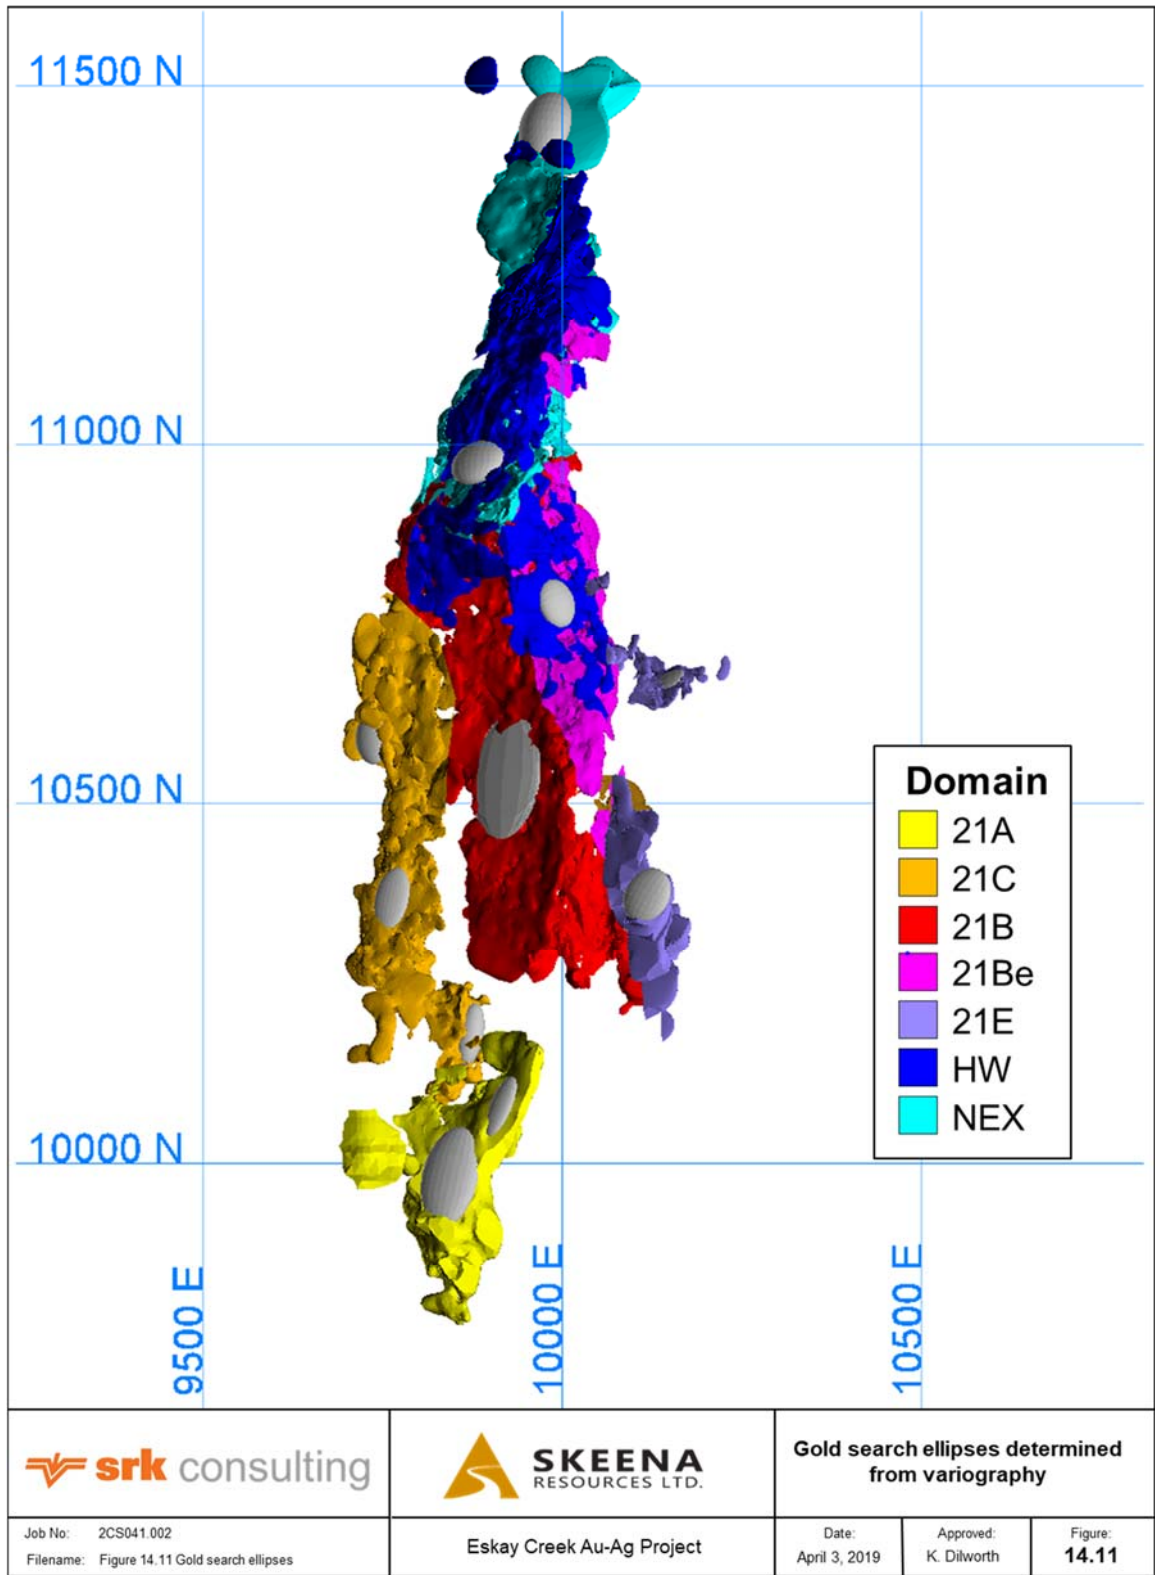 11500 N
11000 N
10500 N
10000 N
9500 E
10000 E
10500 E
Domain
21A
21C
21B
21Be
21E
HW
NEX
srk consulting
SKEENA
RESOURCES LTD.
Gold search ellipses determined
from variography
Job No: 2CS041.002
Filename: Figure 14.11 Gold search ellipses
Eskay Creek Au-Ag Project
Date:
April 3, 2019
Approved:
K. Dilworth
Figure:
14.11